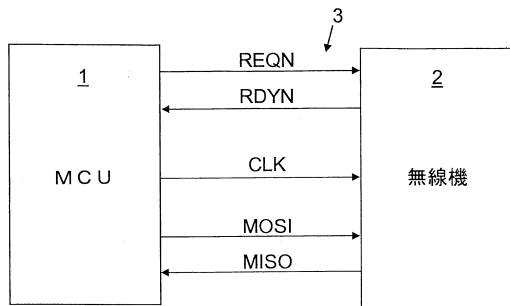 3
1
REQN
2
RDYN
MCU
CLK
無線機
MOSI
MISO